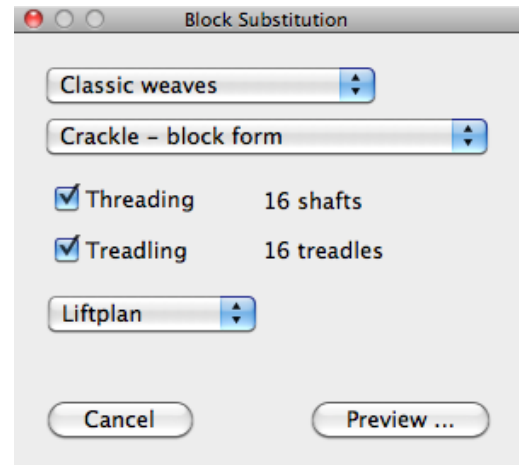 Block Substitution
Classic weaves
Crackle – block form
Threading 16 shafts
Treadling 16 treadles
Liftplan
Cancel Preview ...